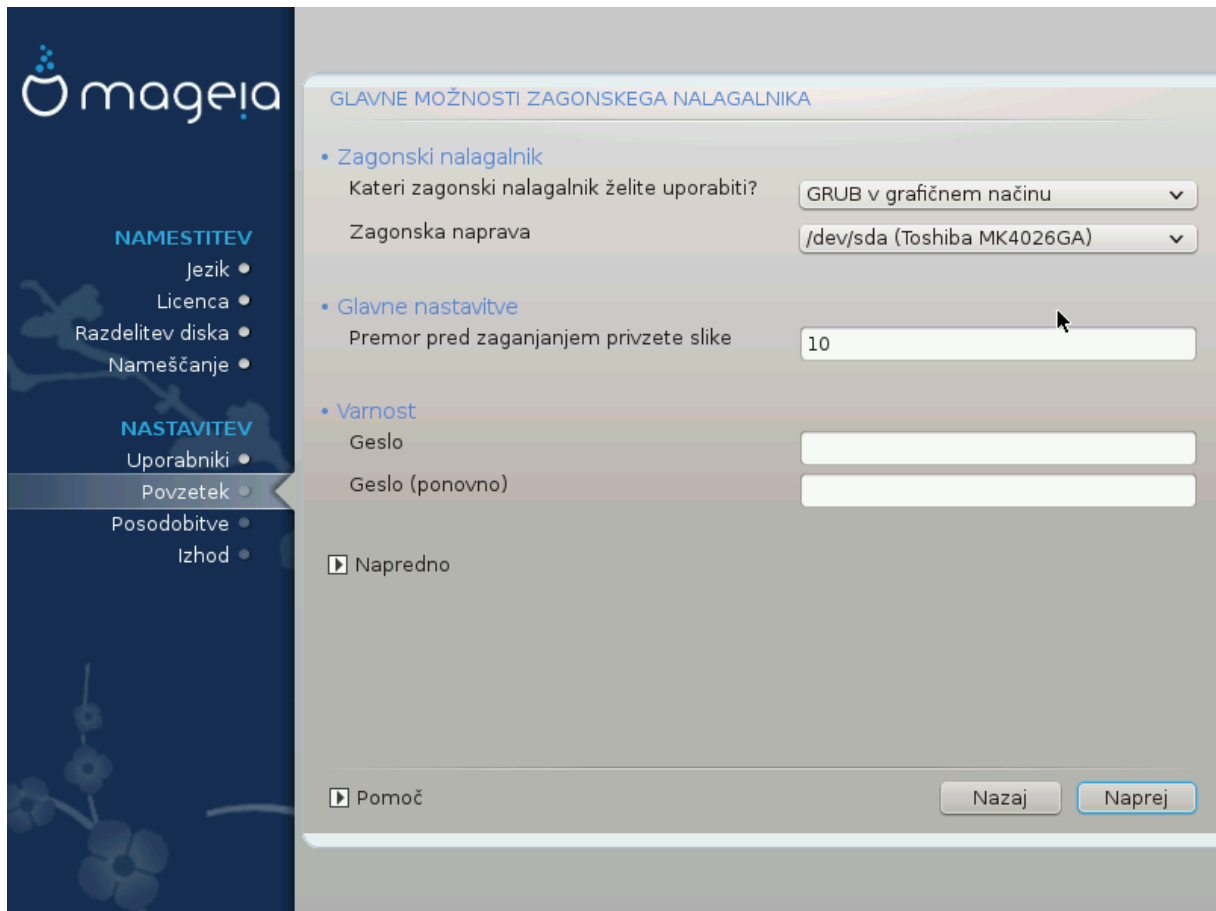 mageia
NAMESTITEV
Jezik
Licenca
Razdelitev diska
Nameščanje
NASTAVITEV
Uporabniki
Povzetek
Posodobitve
Izhod
GLAVNE MOŽNOSTI ZAGONSKEGA NALAGALNIKA
• Zagonski nalagalnik
Kateri zagonski nalagalnik želite uporabiti? GRUB v grafičnem načinu
Zagonska naprava /dev/sda (Toshiba MK4026GA)
• Glavne nastavitve
Premor pred zaganjanjem privzete slike 10
• Varnost
Geslo
Geslo (ponovno)
Napredno
Pomoč Nazaj Naprej